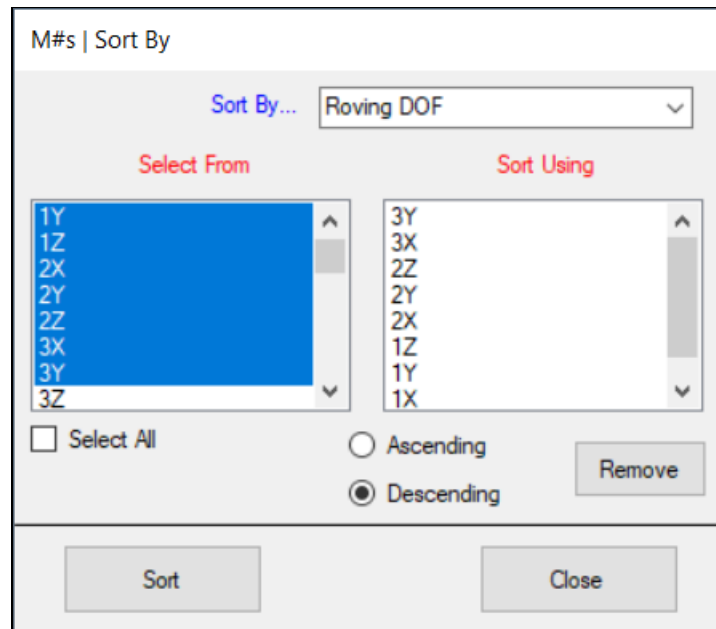 M#s | Sort By
Sort By... Roving DOF
Select From Sort Using
1Y 3Y
1Z 3X
2X 2Z
2Y 2Y
2Z 2X
3X 1Z
3Y 1Y
3Z 1X
Select All
Ascending
Descending
Remove
Sort Close